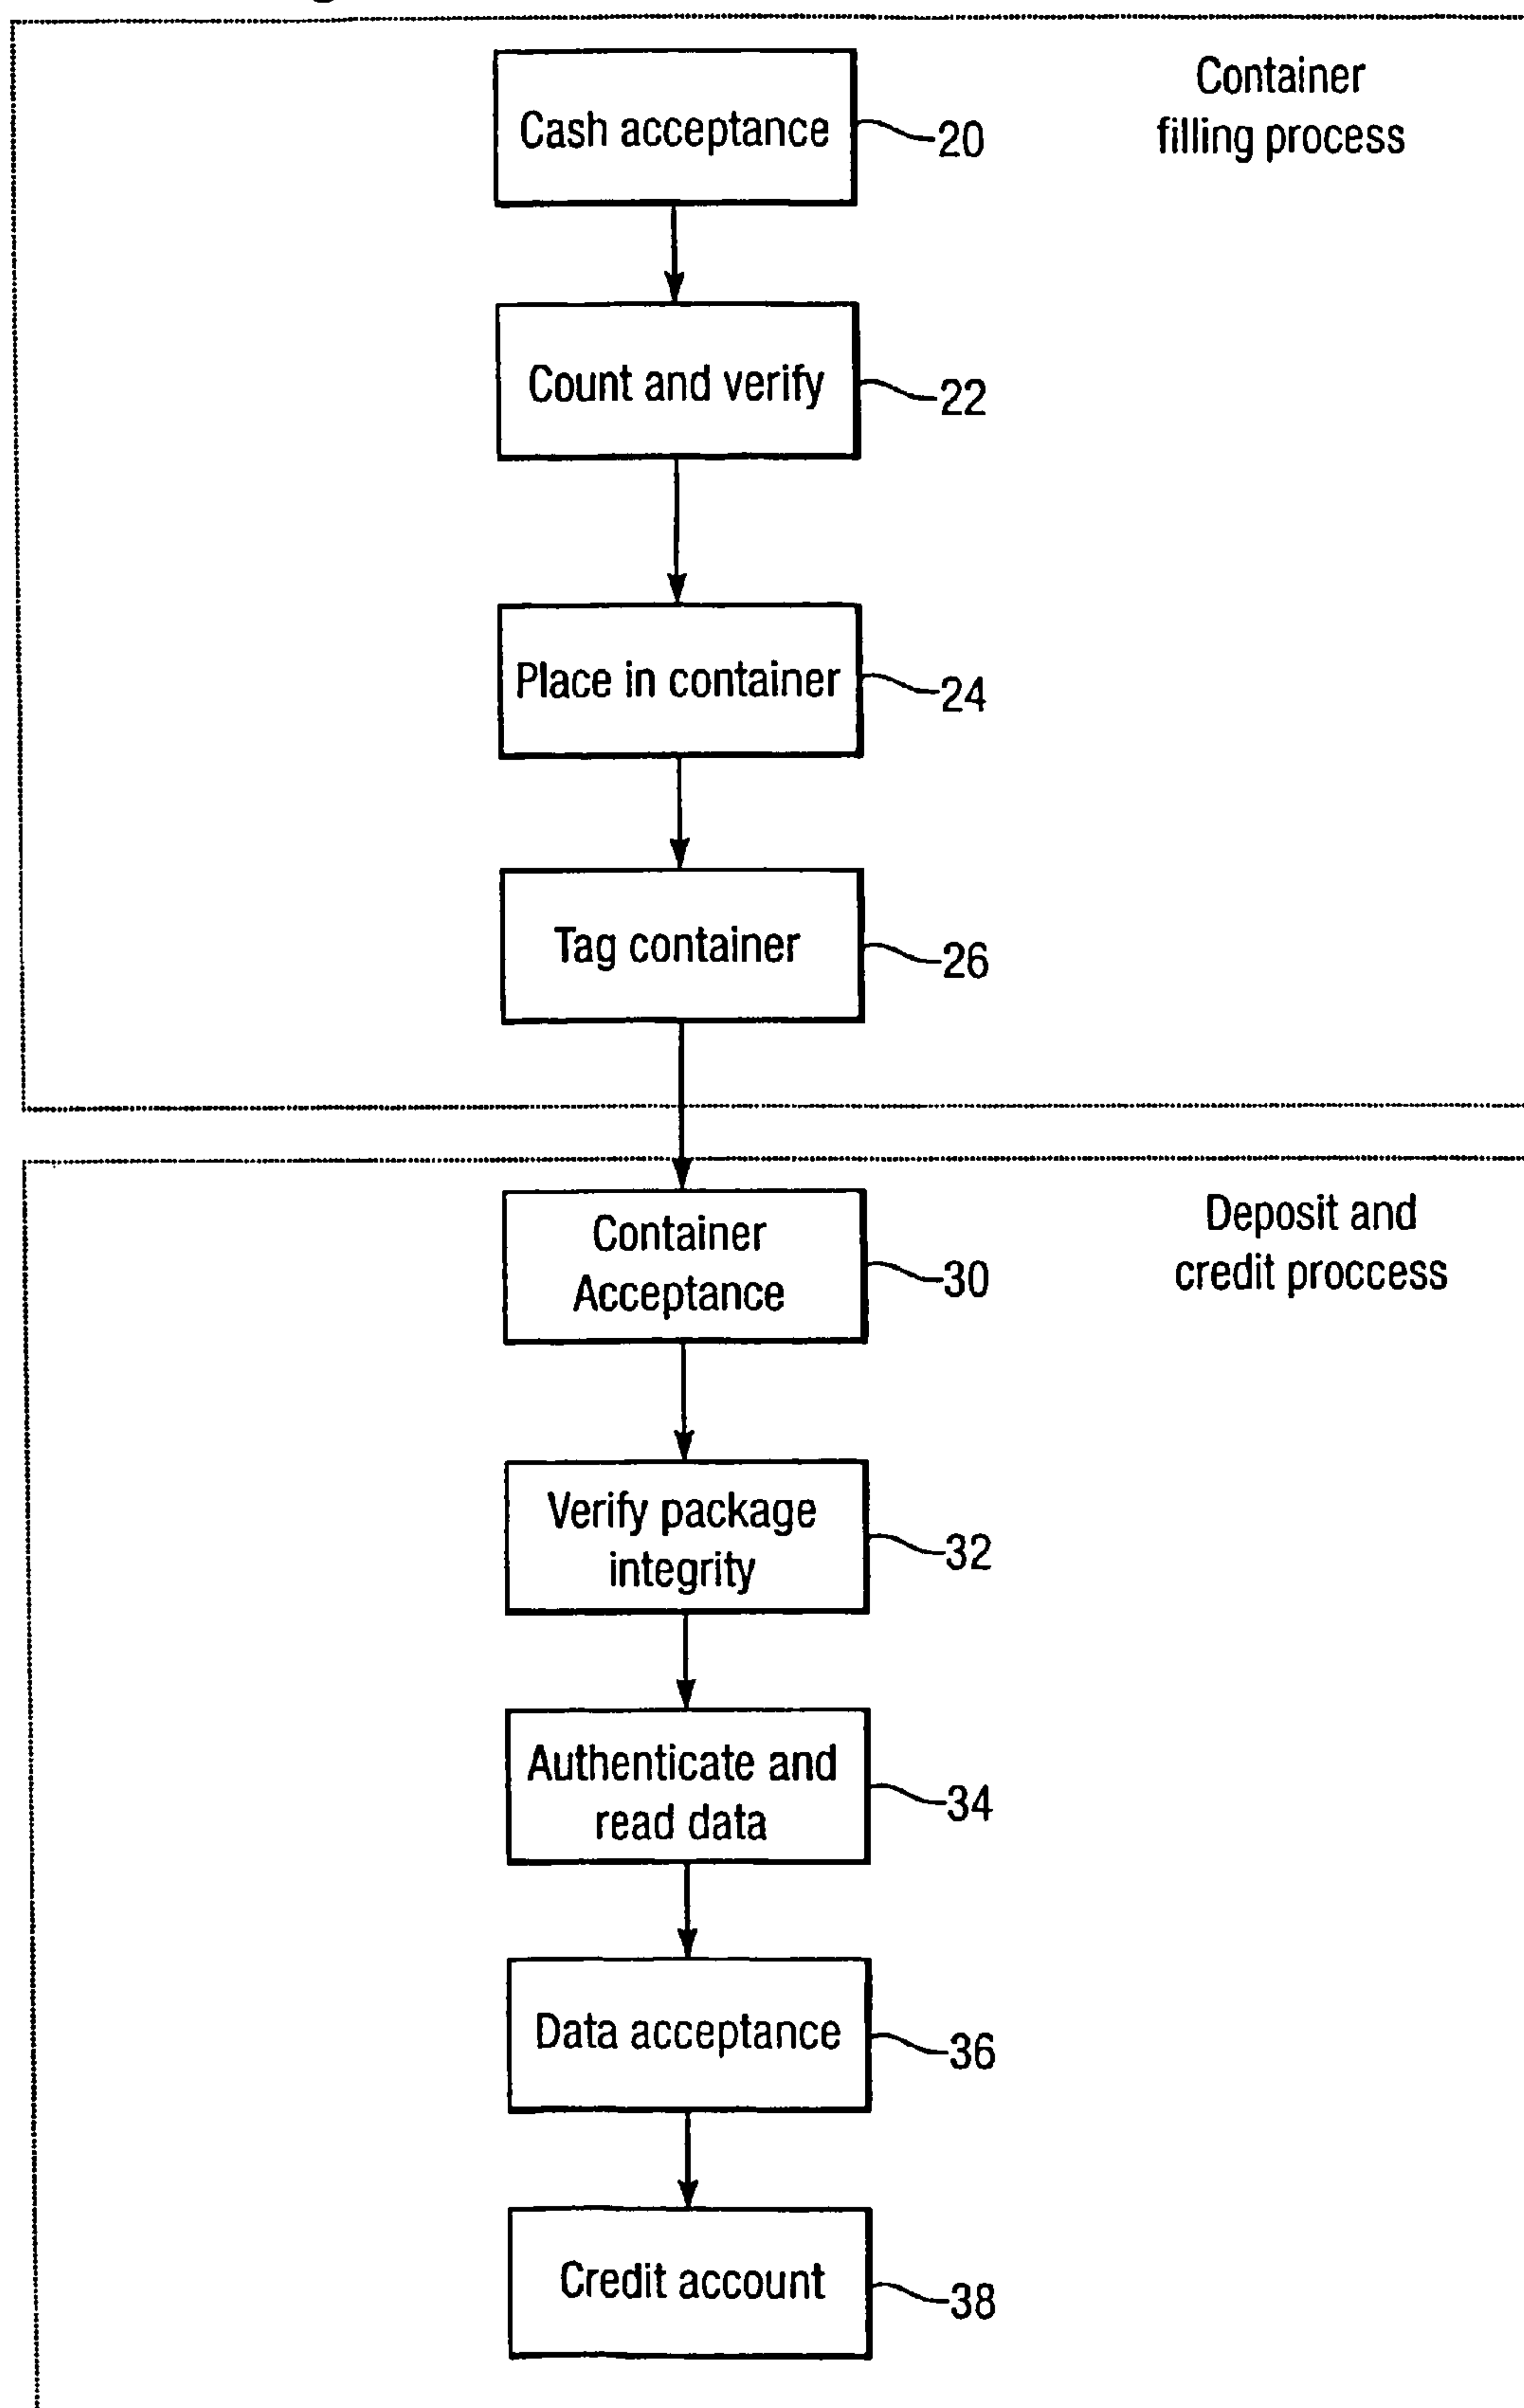 Container
filling process
Cash acceptance
20
Count and verify
22
Place in container
24
Tag container
26
Deposit and
credit proccess
Container
Acceptance
30
Verify package
integrity
32
Authenticate and
read data
34
Data acceptance
36
Credit account
38